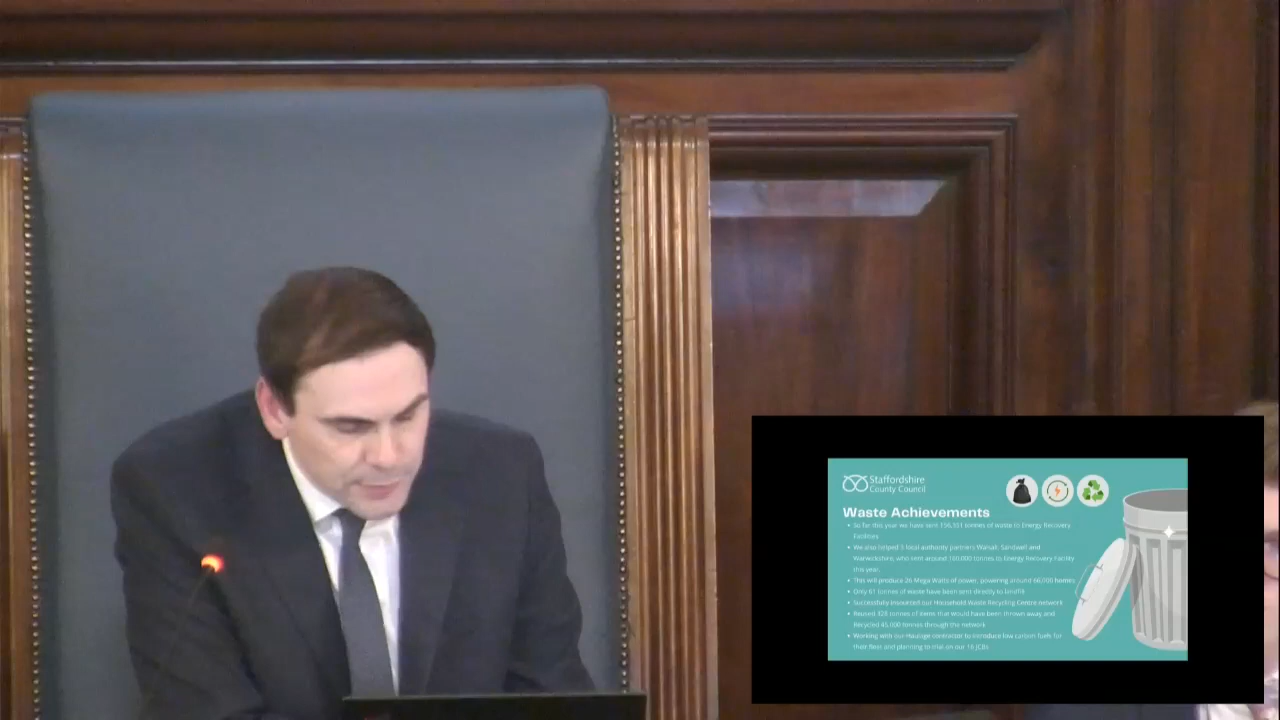 Staffordshire
County Council
Waste Achievements
So far this year we have sent tonnes of waste to Energy Recovery
Facilities
We also helped 3 local authority partners Walsall, Sandwell and
Warwickshire, who sent around 160,000 tonnes to Energy Recovery Facility
this year.
This will produce 26 Mega Watts of power, powering around homes
Only 61 tonnes of waste have been sent directly to landfill
Successfully insourced our Household Waste Recycling Centre network
Reused 328 tonnes of items that would have been thrown away and
Recycled 45,000 tonnes through the network
Working with our Haulage contractor to introduce low carbon fuels for
their fleet and planning to trial on our 16 JCBs